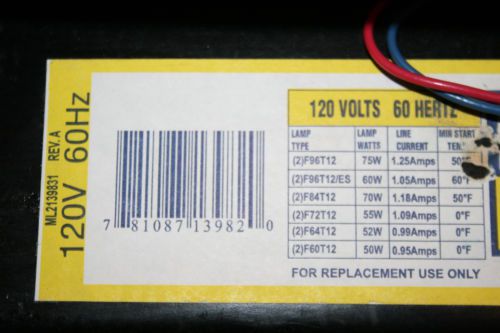 ML2139831 REV.A
120V 60Hz
7 81087 13982 0
120 VOLTS 60 HERTZ
LAMP TYPE LAMP WATTS LINE CURRENT MIN START
(2)F96T12 75W 1.25Amps 50°F
(2)F96T12/ES 60W 1.05Amps 60°F
(2)F84T12 70W 1.18Amps 50°F
(2)F72T12 55W 1.09Amps 0°F
(2)F64T12 52W 0.99Amps 0°F
(2)F60T12 50W 0.95Amps 0°F
FOR REPLACEMENT USE ONLY